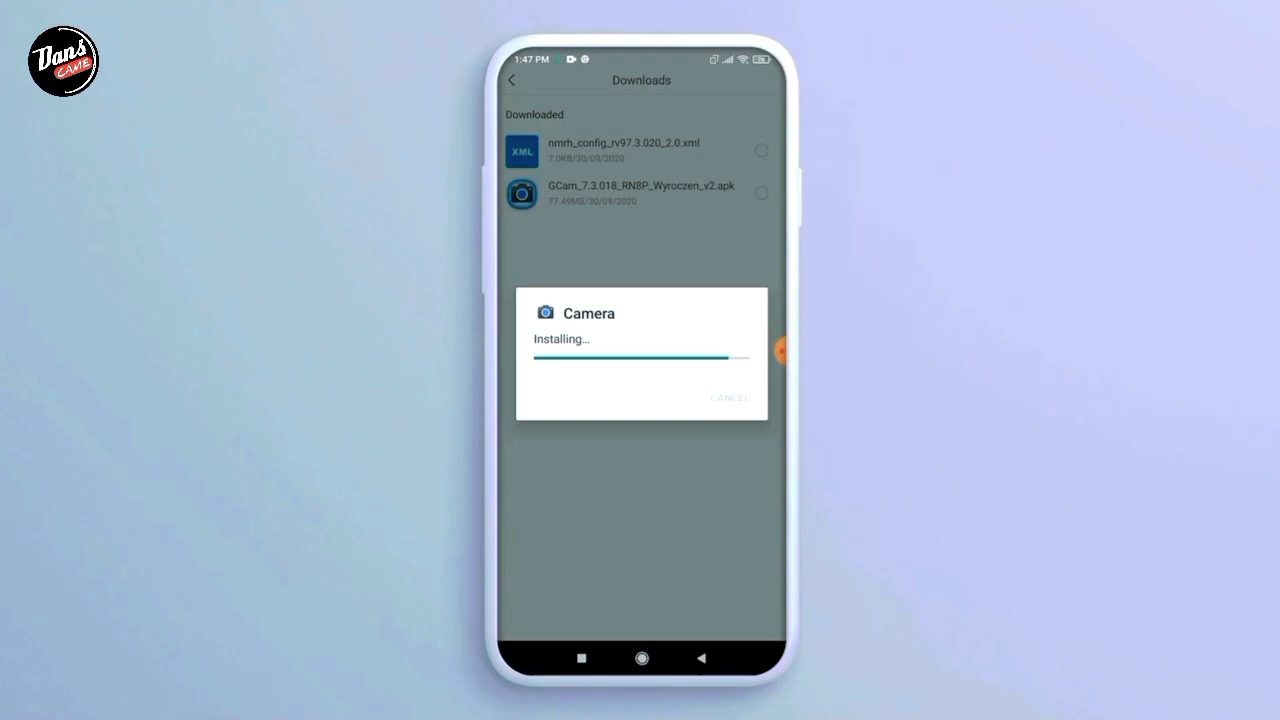 Dans
CAME
1:47 PM
Downloads
Downloaded
XML
nmrh_config_rv97.3.020_2.0.xml
7.0KB/30/09/2020
GCam_7.3.018_RN8P_Wyroczen_v2.apk
77.49MB/30/09/2020
Camera
Installing...
CANCEL